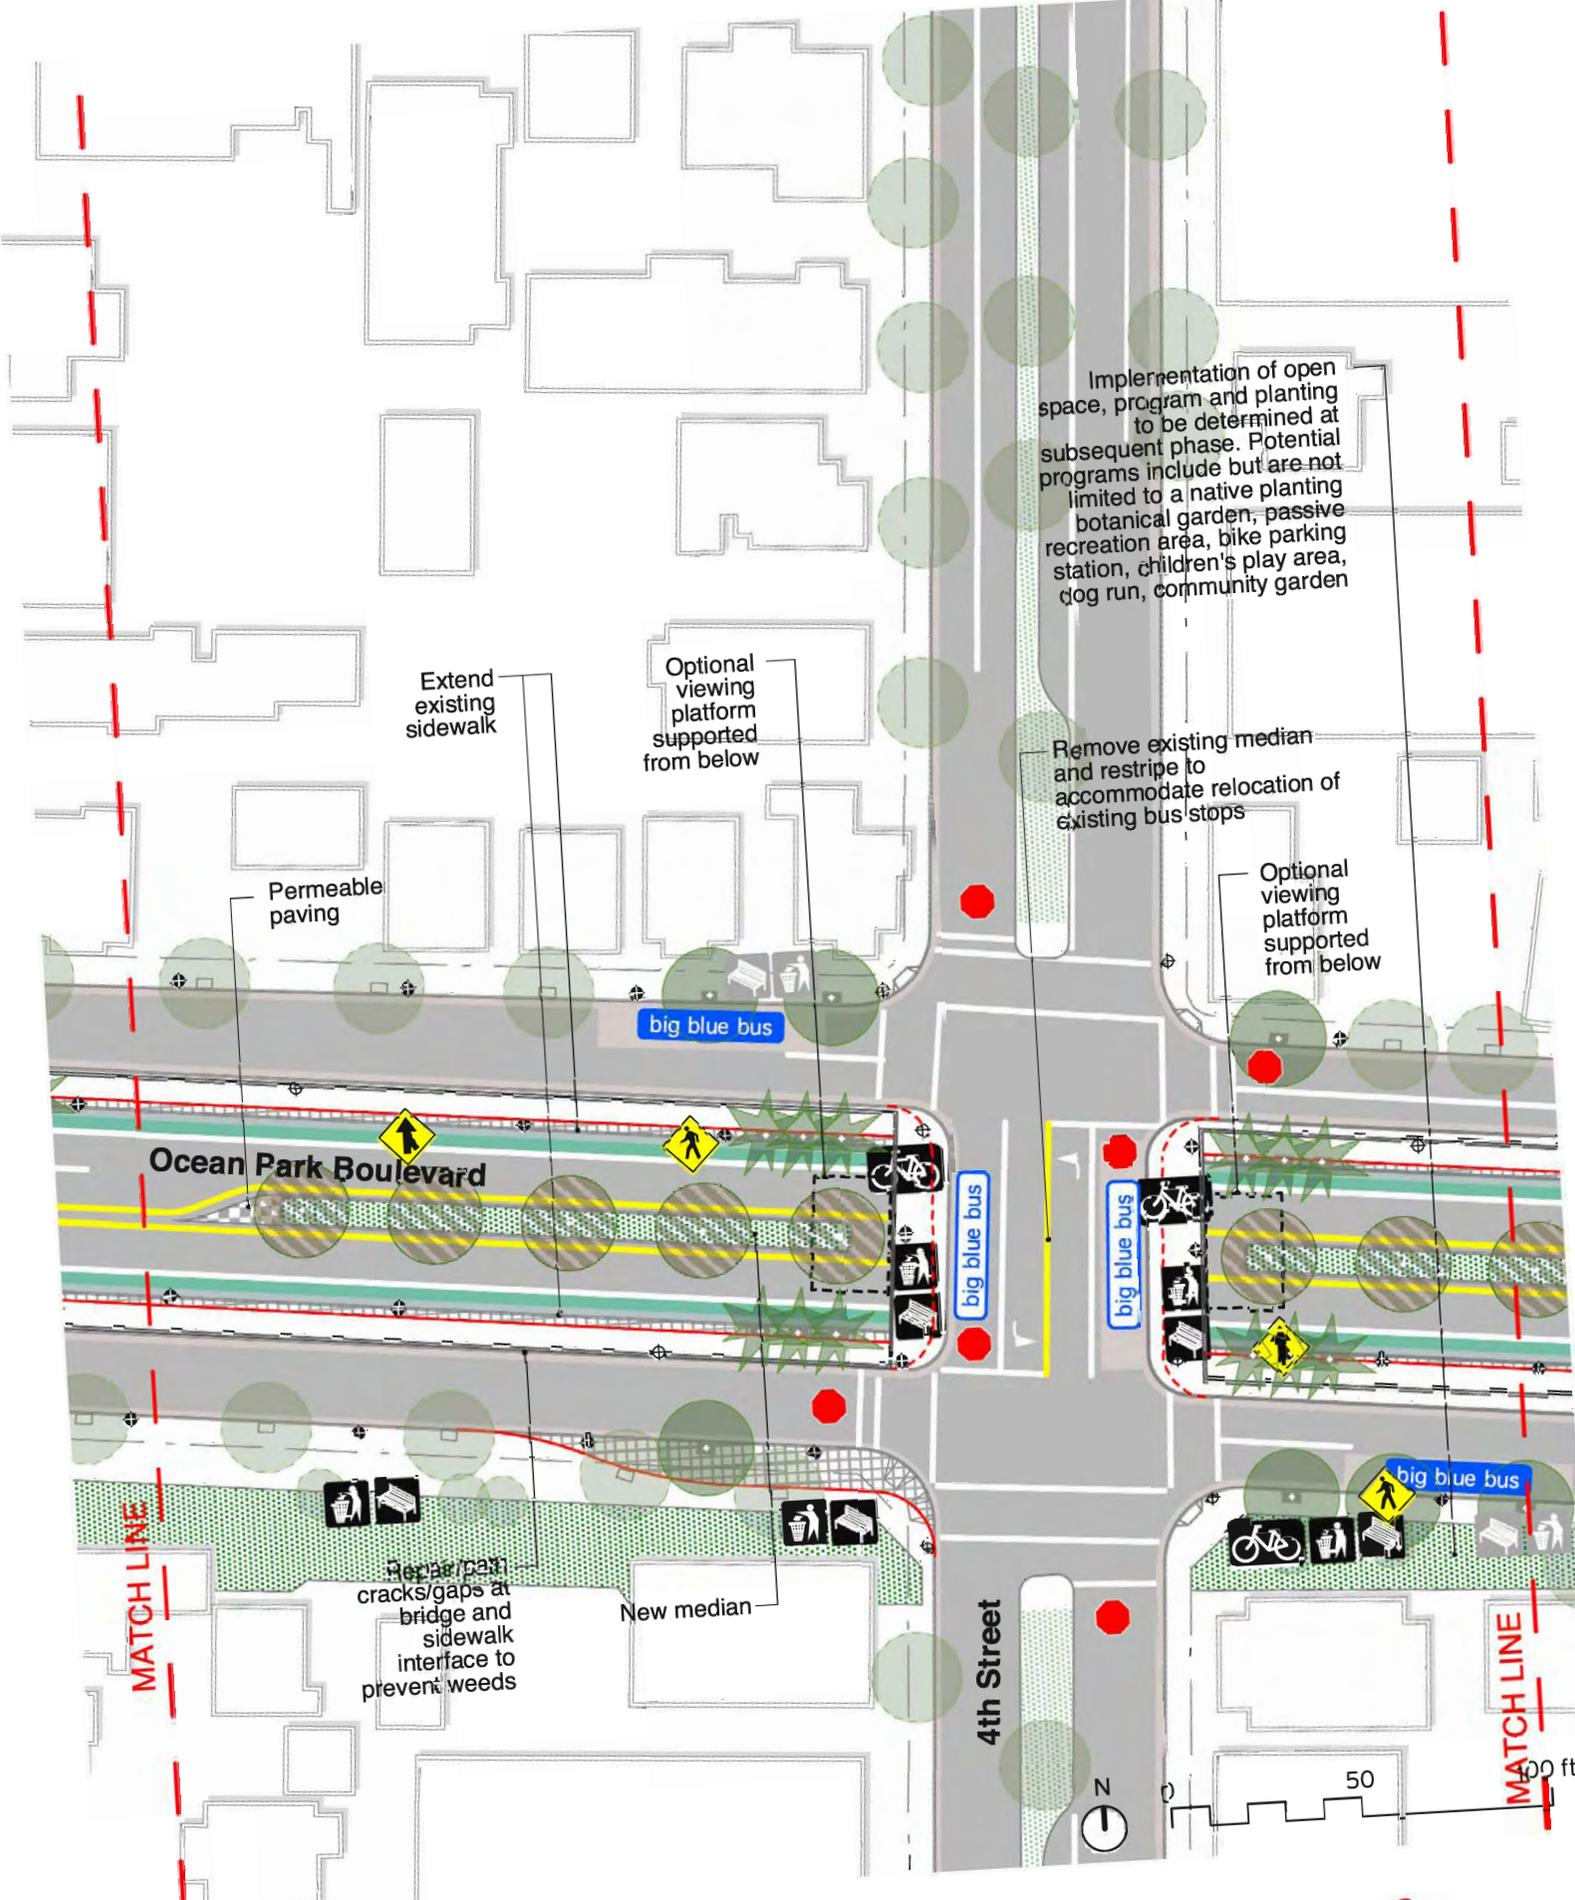 Implementation of open
space, program and planting
to be determined at
subsequent phase. Potential
programs include but are not
limited to a native planting
botanical garden, passive
recreation area, bike parking
station, children's play area,
dog run, community garden
Extend
existing
sidewalk
Optional
viewing
platform
supported
from below
Remove existing median
and restripe to
accommodate relocation of
existing bus stops
Permeable
paving
Optional
viewing
platform
supported
from below
big blue bus
Ocean Park Boulevard
big blue bus
big blue bus
big blue bus
MATCH LINE
cracks/gaps at
bridge and
sidewalk
interface to
prevent weeds
New median
4th Street
MATCH LINE
N
0
50
100 ft